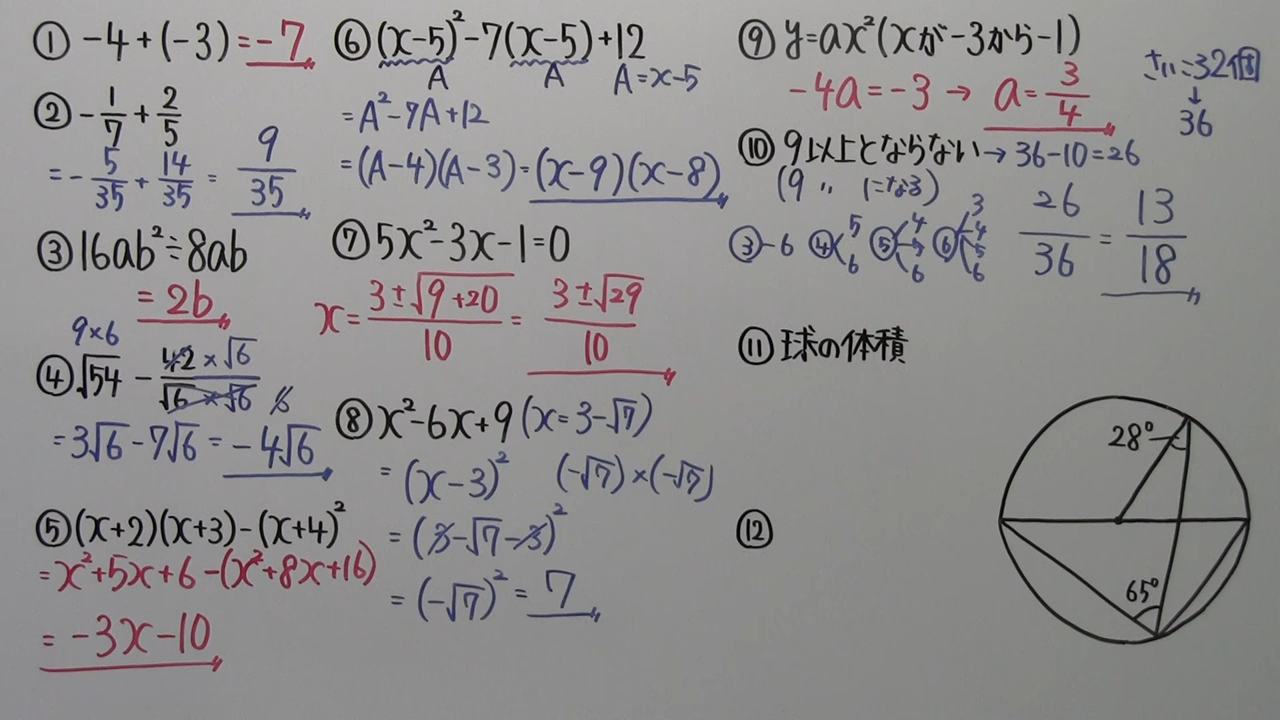 ① -4+(-3)=-7
② -1/7+2/5
=-5/35+14/35=9/35
③ 16ab²÷8ab
=2b
9×6
④ √54-42×√6/√6×√6 6
=3√6-7√6=-4√6
⑤ (x+2)(x+3)-(x+4)²
=x²+5x+6-(x²+8x+16)
=-3x-10
⑥ (x-5)²-7(x-5)+12
A A A=x-5
=A²-7A+12
=(A-4)(A-3)=(x-9)(x-8)
⑦ 5x²-3x-1=0
x=3±√9+20/10=3±√29/10
⑧ x²-6x+9(x=3-√7)
=(x-3)² (-√7)×(-√7)
=(3-√7-3)²
=(-√7)²=7
⑨ y=ax²(xが-3から-1)
-4a=-3→a=3/4
さいころ2個
↓
36
⑩ 9以上とならない→36-10=26
(9 〃 になる)
③-6 ④<5 6 ⑤<4 5 6 ⑥<3 4 5 6
26/36=13/18
⑪ 球の体積
⑫
28°
65°